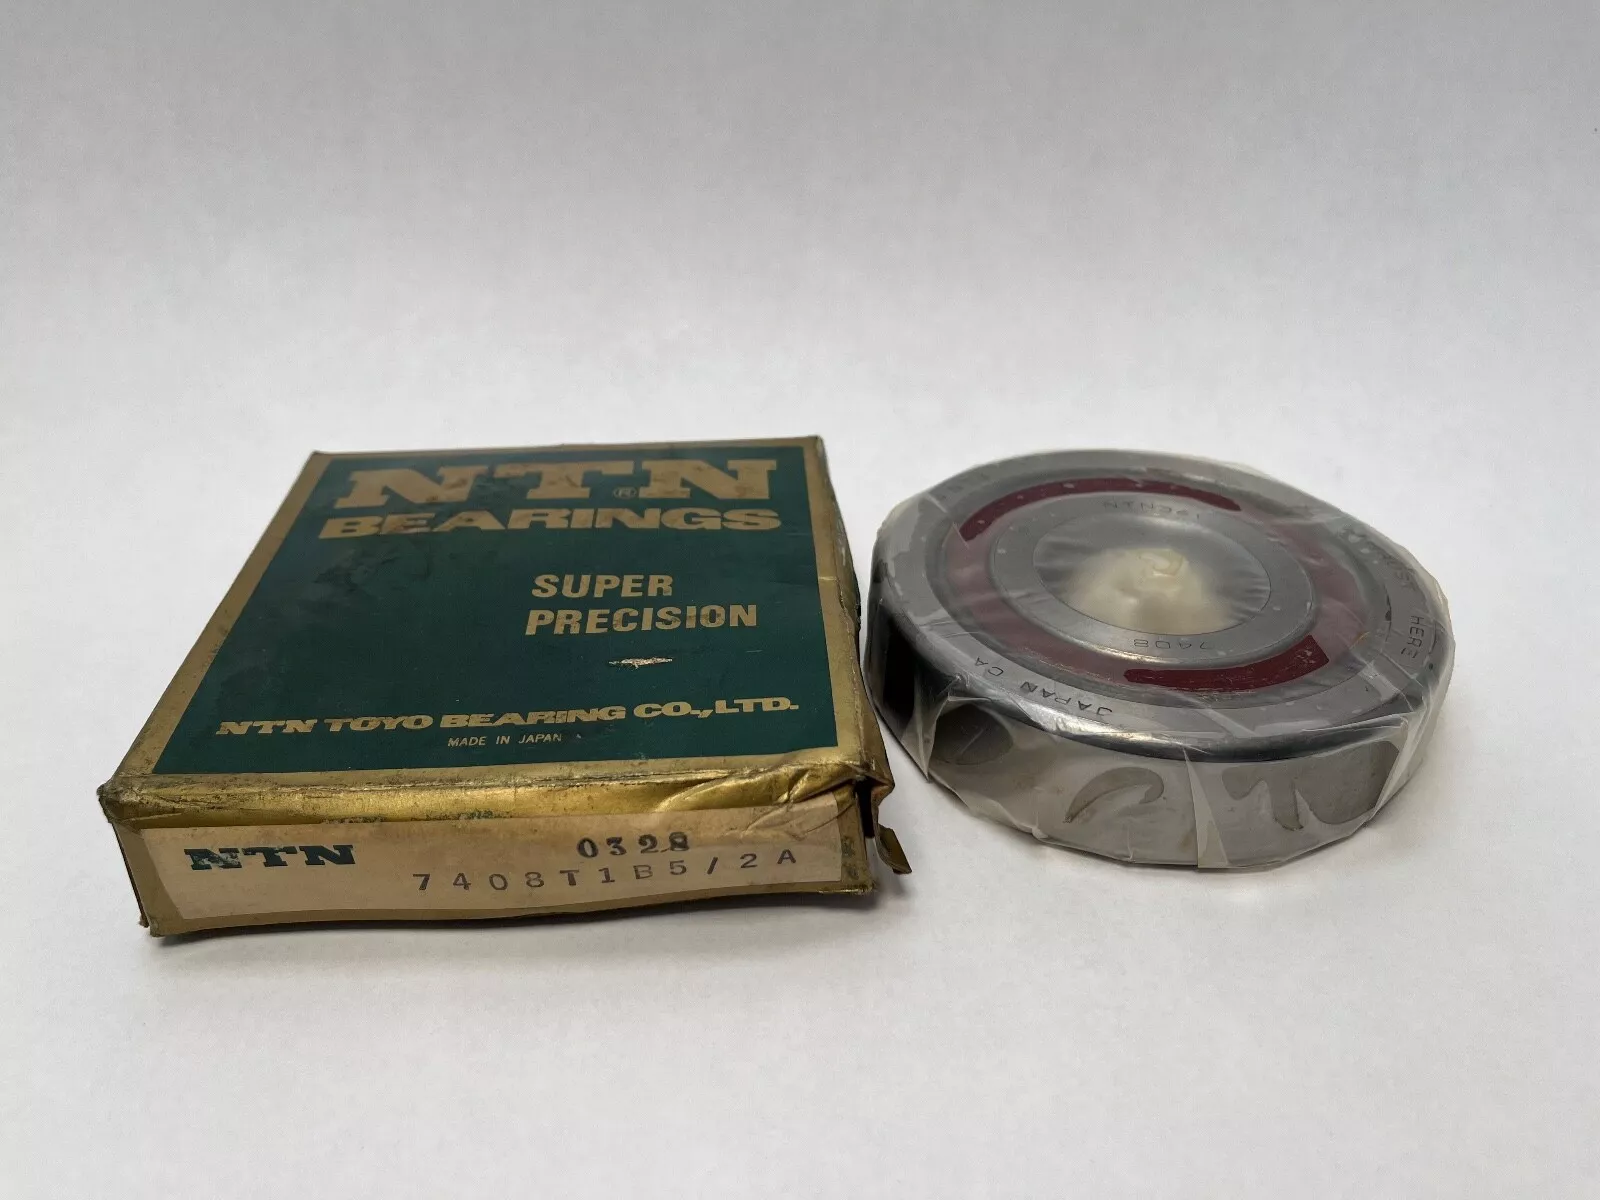 NTN®
BEARINGS
SUPER
PRECISION
NTN TOYO BEARING CO.,LTD.
MADE IN JAPAN
NTN
0328
7408T1B5/2A
7408
JAPAN
HERE